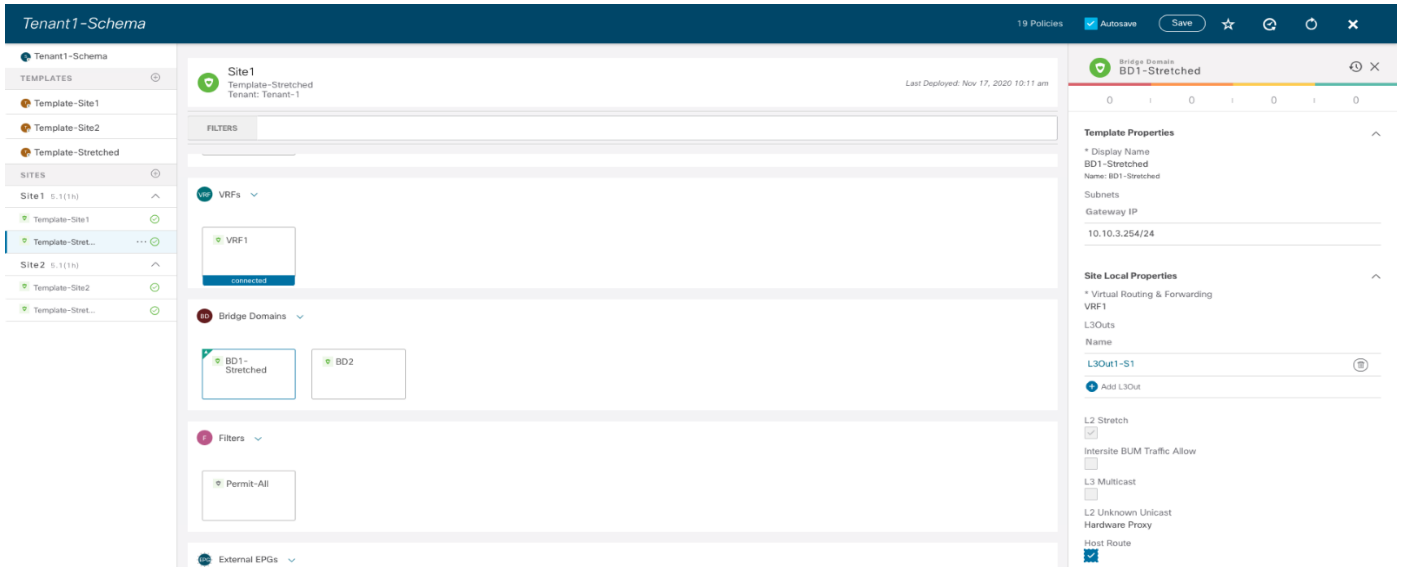 Tenant1-Schema
19 Policies
Autosave
Save
Tenant1-Schema
TEMPLATES
Template-Site1
Template-Site2
Template-Stretched
SITES
Site1 5.1(1h)
Template-Site1
Template-Stret...
Site2 5.1(1h)
Template-Site2
Template-Stret...
Site1
Template-Stretched
Tenant: Tenant-1
Last Deployed: Nov 17, 2020 10:11 am
FILTERS
VRF VRFs
VRF1
connected
BD Bridge Domains
BD1-
Stretched
BD2
F Filters
Permit-All
EPG External EPGs
Bridge Domain
BD1-Stretched
0 0 0 0
Template Properties
* Display Name
BD1-Stretched
Name: BD1-Stretched
Subnets
Gateway IP
10.10.3.254/24
Site Local Properties
* Virtual Routing & Forwarding
VRF1
L3Outs
Name
L3Out1-S1
Add L3Out
L2 Stretch
Intersite BUM Traffic Allow
L3 Multicast
L2 Unknown Unicast
Hardware Proxy
Host Route